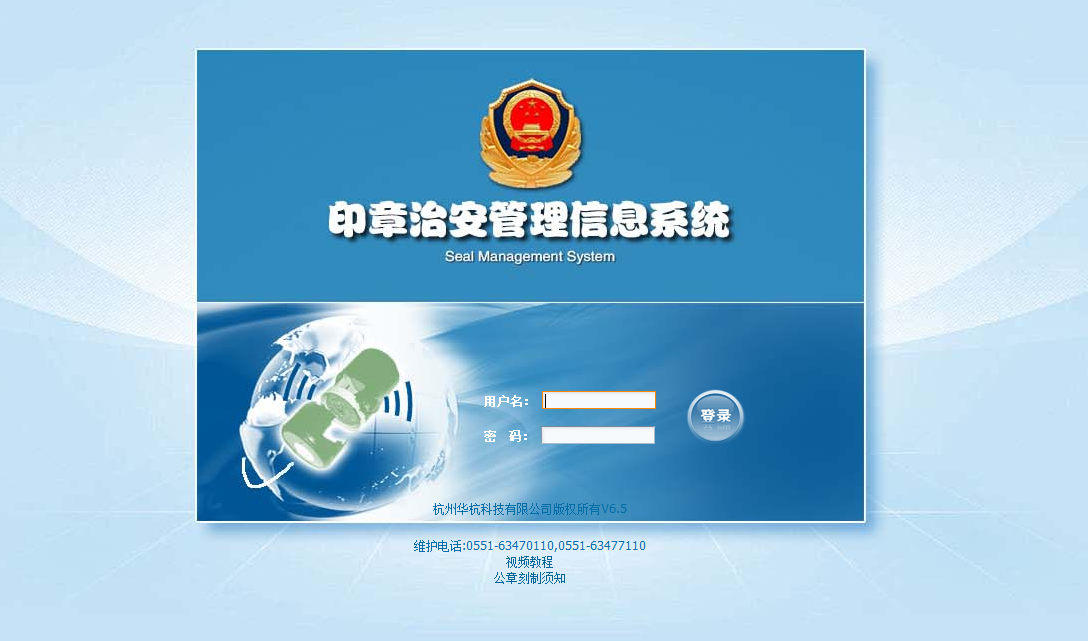 印章治安管理信息系统
Seal Management System
用户名：
密 码：
登录
杭州华杭科技有限公司版权所有V6.5
维护电话:0551-63470110,0551-63477110
视频教程
公章刻制须知